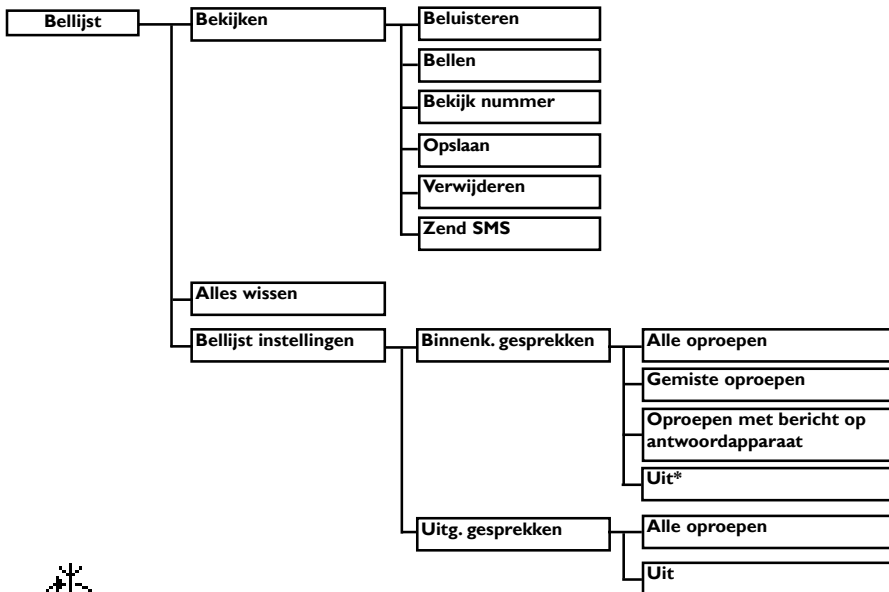 Bellijst
Bekijken
Beluisteren
Bellen
Bekijk nummer
Opslaan
Verwijderen
Zend SMS
Alles wissen
Bellijst instellingen
Binnenk. gesprekken
Alle oproepen
Gemiste oproepen
Oproepen met bericht op
antwoordapparaat
Uit*
Uitg. gesprekken
Alle oproepen
Uit